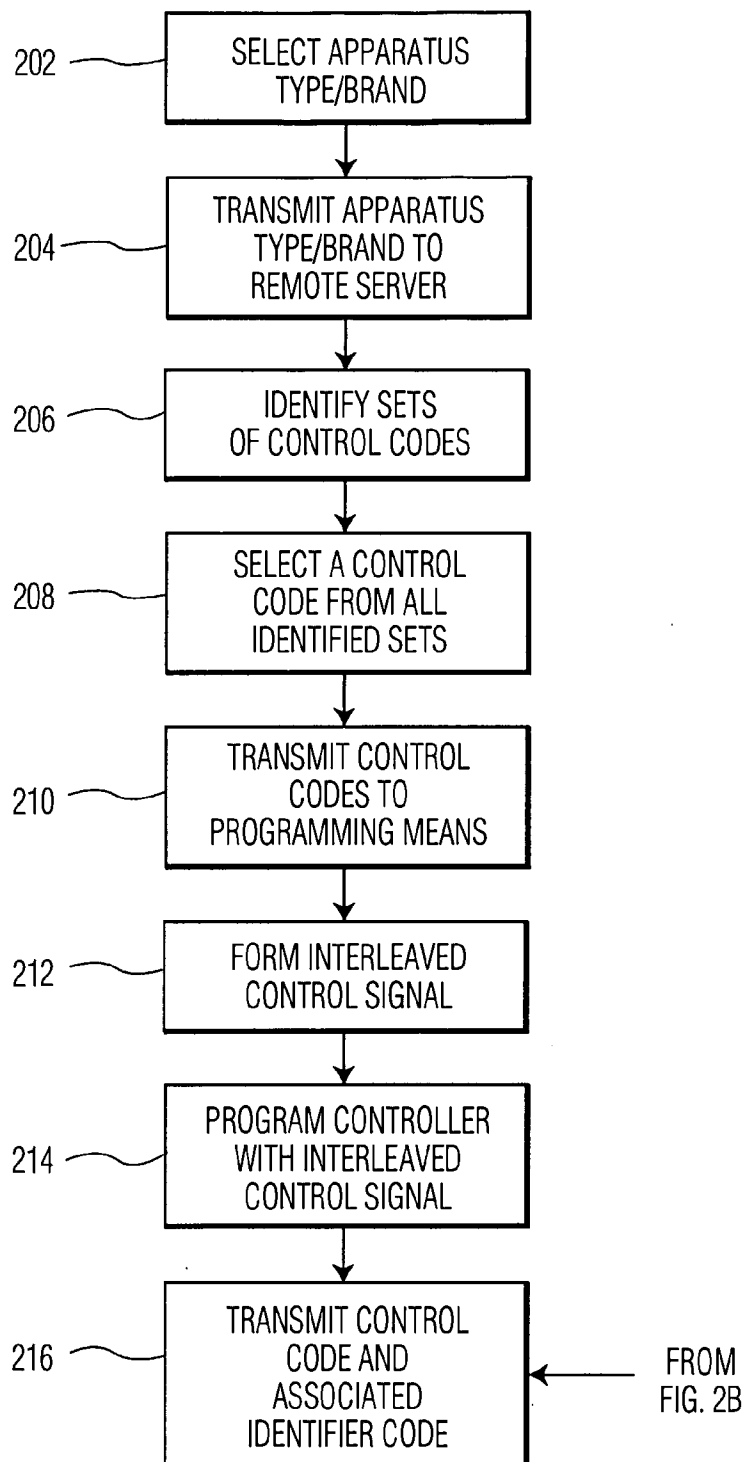 202
SELECT APPARATUS
TYPE/BRAND
204
TRANSMIT APPARATUS
TYPE/BRAND TO
REMOTE SERVER
206
IDENTIFY SETS
OF CONTROL CODES
208
SELECT A CONTROL
CODE FROM ALL
IDENTIFIED SETS
210
TRANSMIT CONTROL
CODES TO
PROGRAMMING MEANS
212
FORM INTERLEAVED
CONTROL SIGNAL
214
PROGRAM CONTROLLER
WITH INTERLEAVED
CONTROL SIGNAL
216
TRANSMIT CONTROL
CODE AND
ASSOCIATED
IDENTIFIER CODE
FROM
FIG. 2B